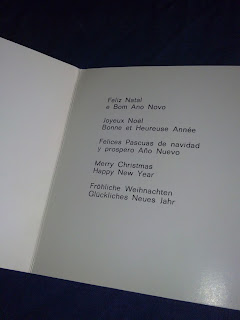 Feliz Natal
e Bom Ano Novo
Joyeux Noël
Bonne et Heureuse Année
Felices Pascuas de navidad
y prospero Año Nuevo
Merry Christmas
Happy New Year
Fröhliche Weihnachten
Glückliches Neues Jahr